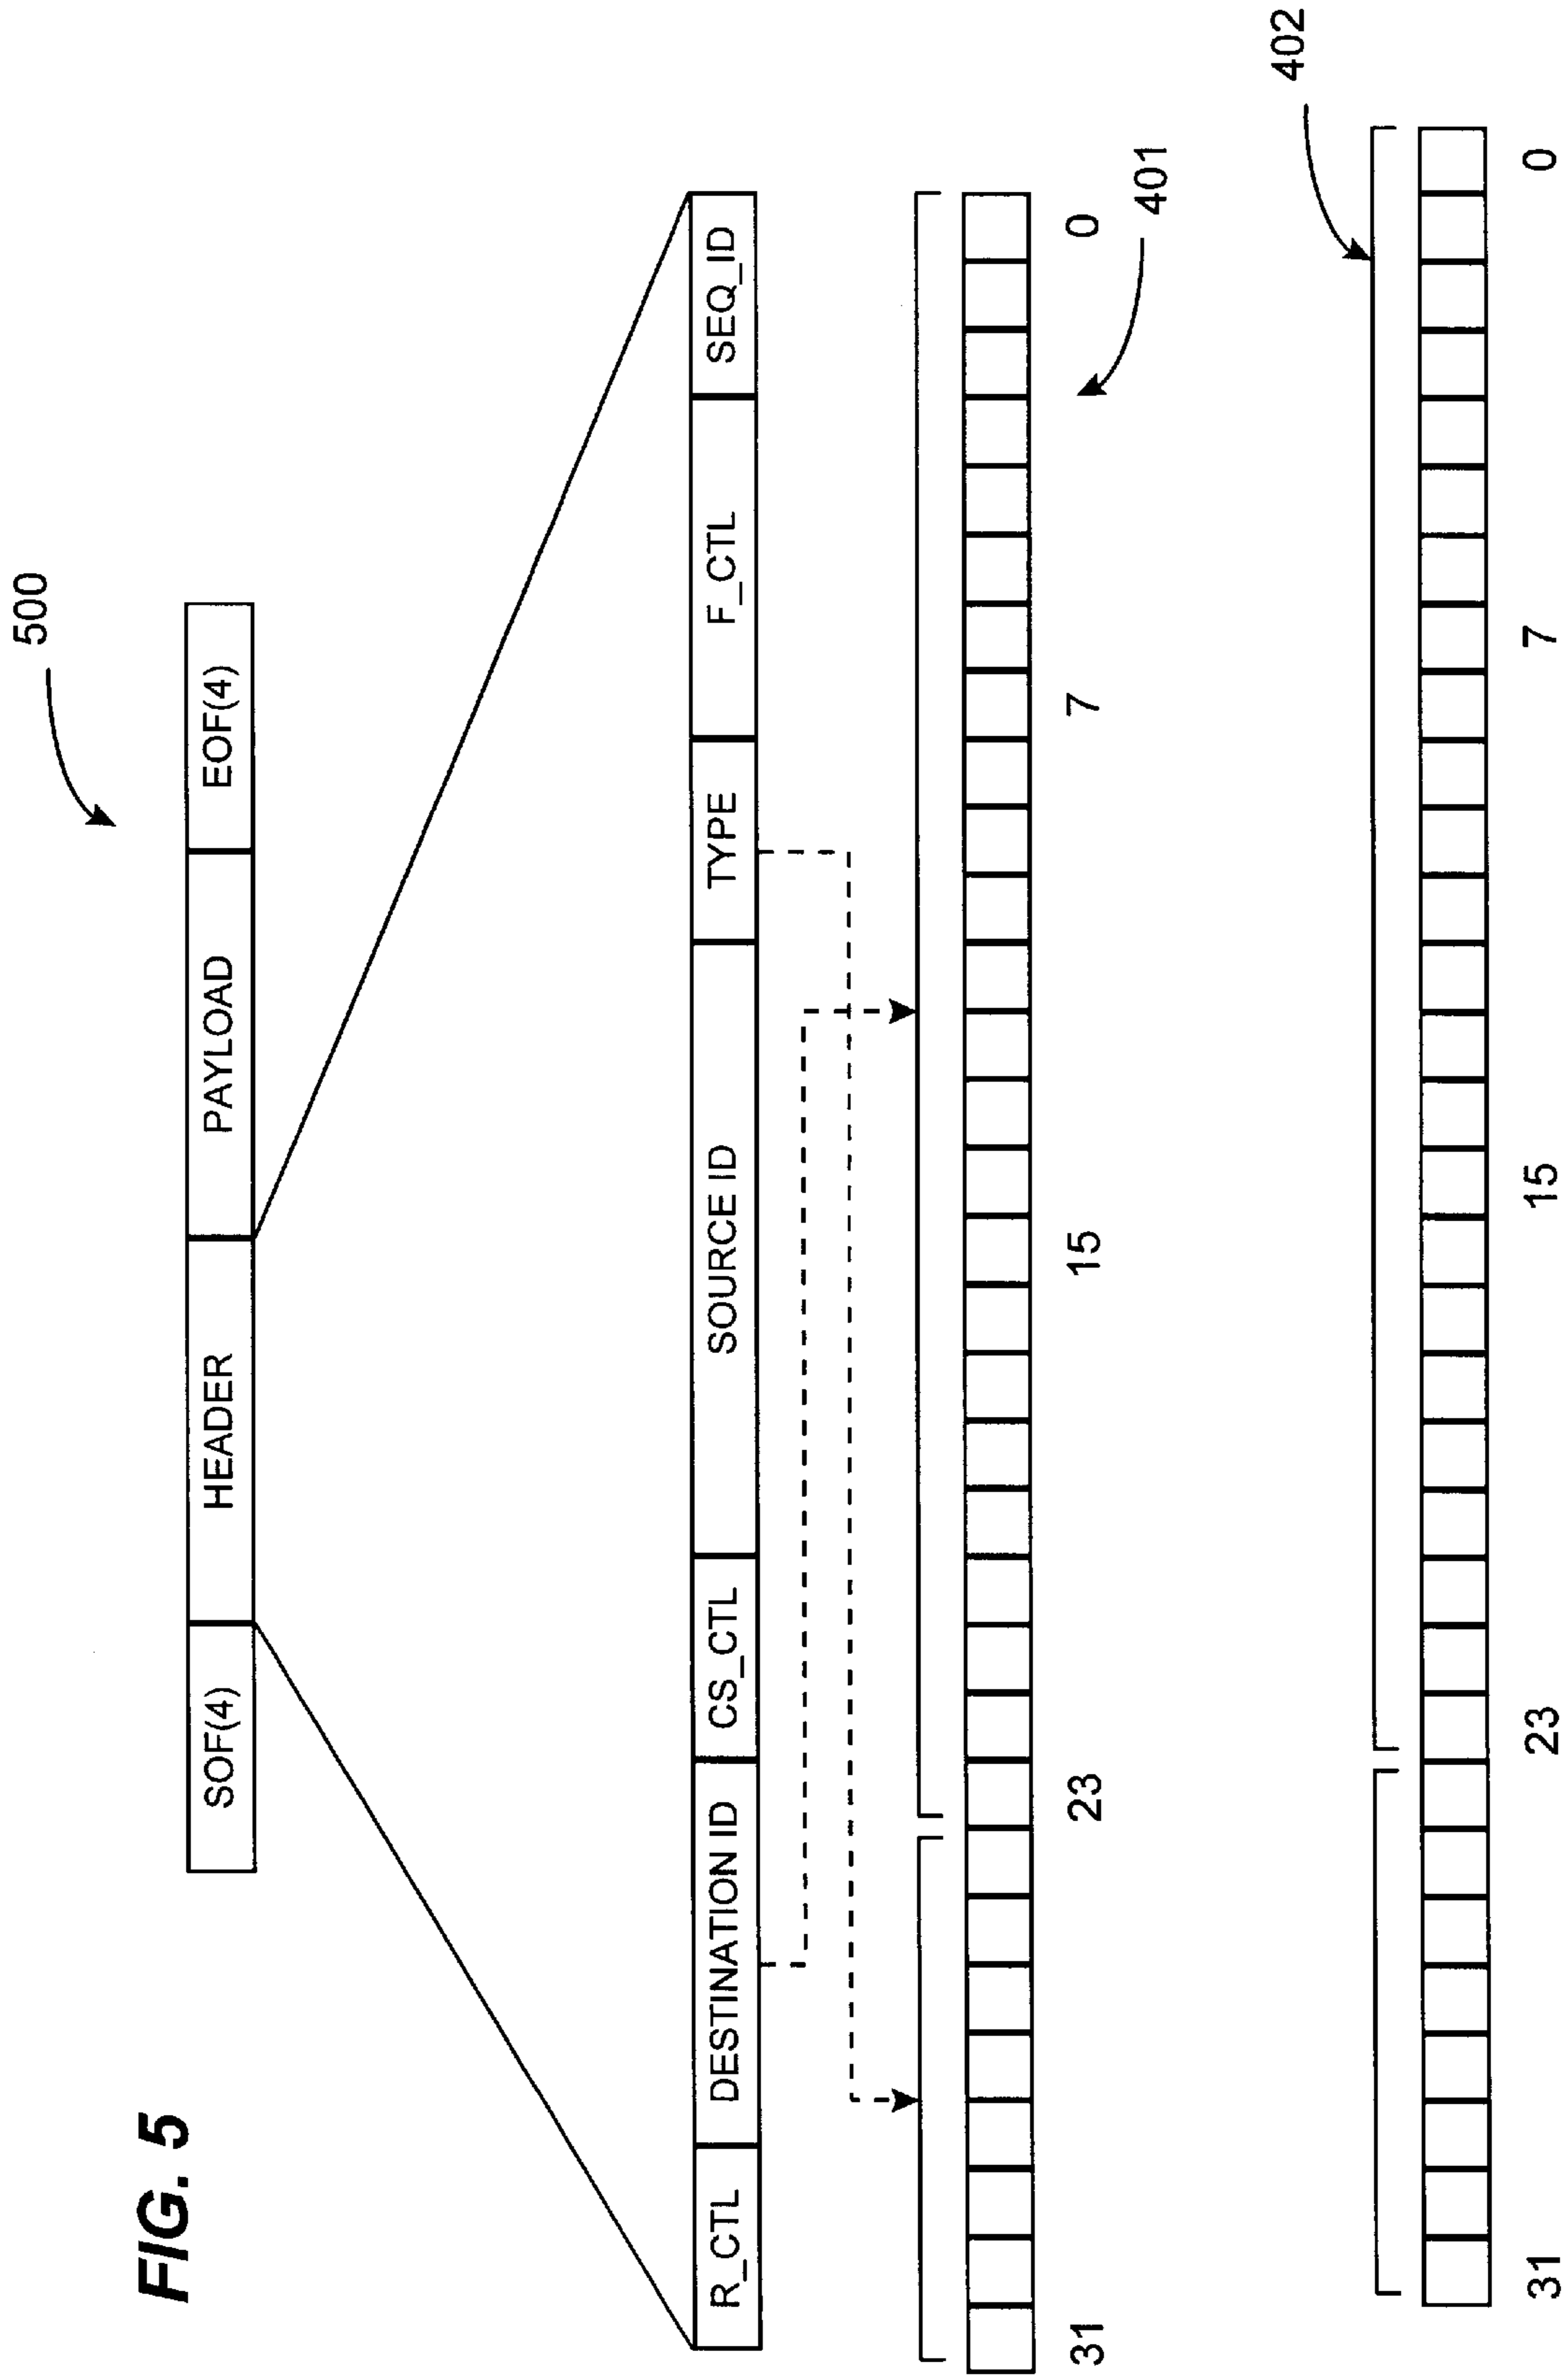 FIG. 5
500
SOF(4) HEADER PAYLOAD EOF(4)
R_CTL DESTINATION ID CS_CTL SOURCE ID TYPE F_CTL SEQ_ID
31 23 15 7 0
401
402
31 23 15 7 0